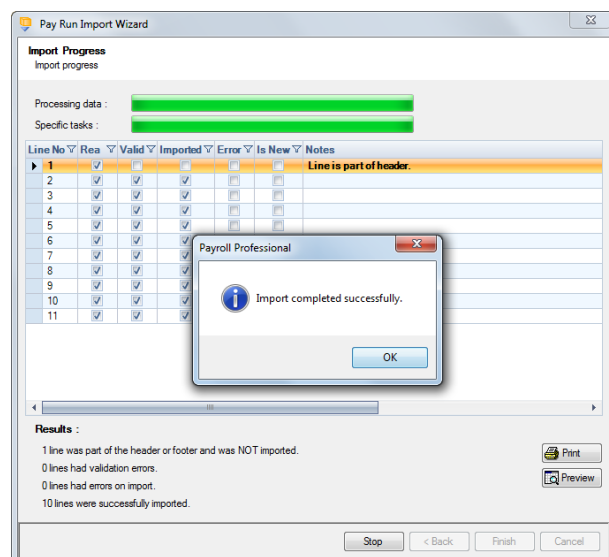 Pay Run Import Wizard
Import Progress
Import progress
Processing data :
Specific tasks :
Line No Rea Valid Imported Error Is New Notes
1 Line is part of header.
2
3
4
5
6
7
8
9
10
11
Payroll Professional
Import completed successfully.
OK
Results :
1 line was part of the header or footer and was NOT imported.
0 lines had validation errors.
0 lines had errors on import.
10 lines were successfully imported.
Print
Preview
Stop < Back Finish Cancel